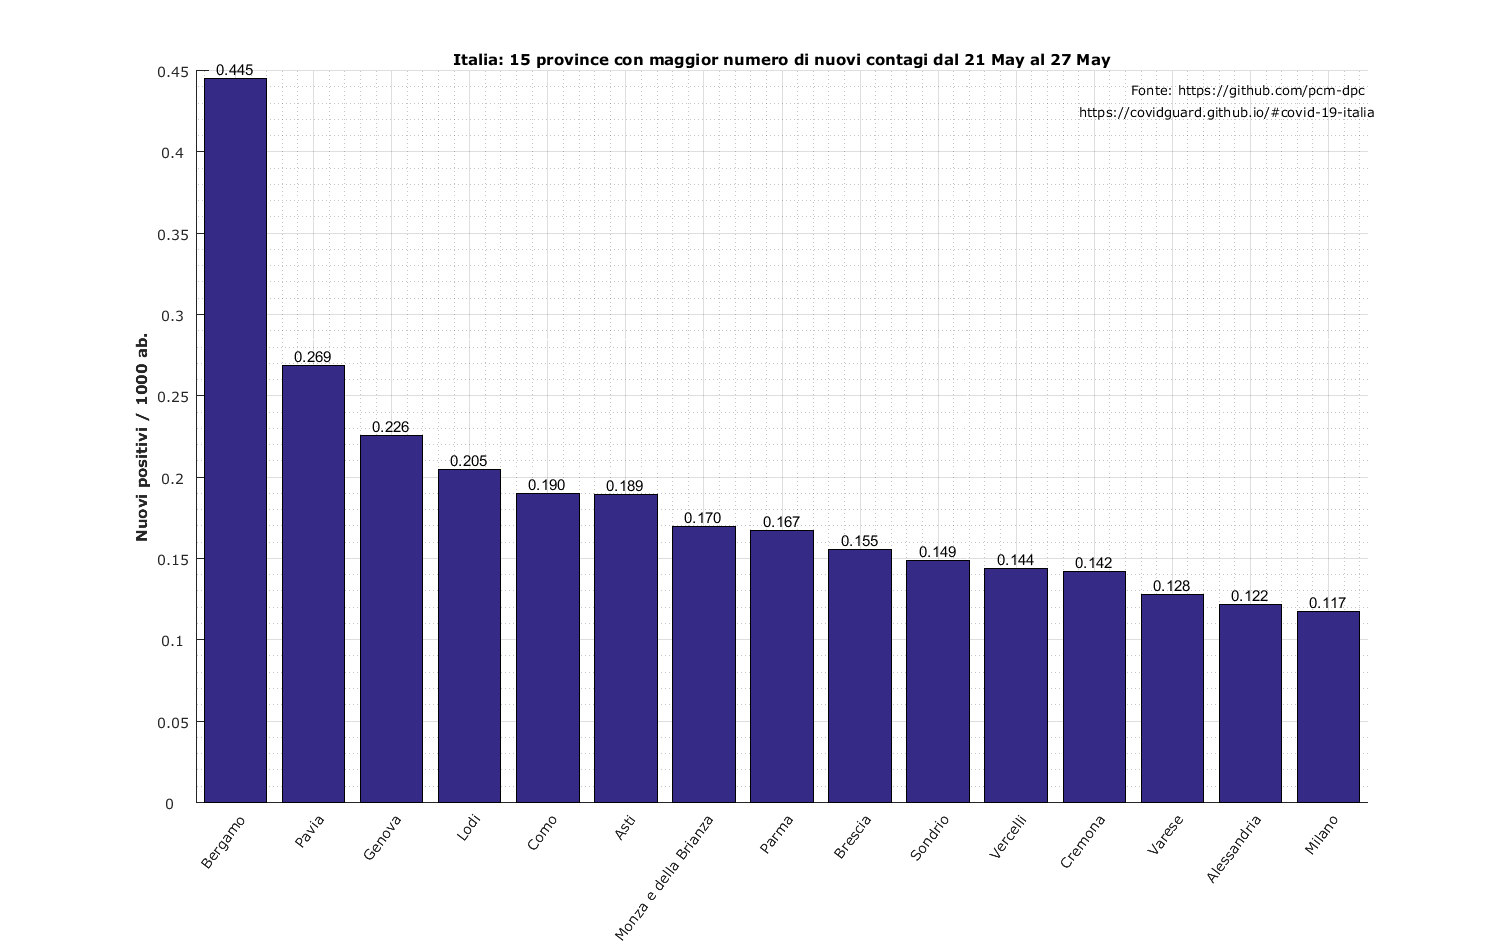 Italia: 15 province con maggior numero di nuovi contagi dal 21 May al 27 May
Fonte: https://github.com/pcm-dpc
https://covidguard.github.io/#covid-19-italia
Nuovi positivi / 1000 ab.
0.45
0.4
0.35
0.3
0.25
0.2
0.15
0.1
0.05
0
0.445
0.269
0.226
0.205
0.190
0.189
0.170
0.167
0.155
0.149
0.144
0.142
0.128
0.122
0.117
Bergamo
Pavia
Genova
Lodi
Como
Asti
Monza e della Brianza
Parma
Brescia
Sondrio
Vercelli
Cremona
Varese
Alessandria
Milano